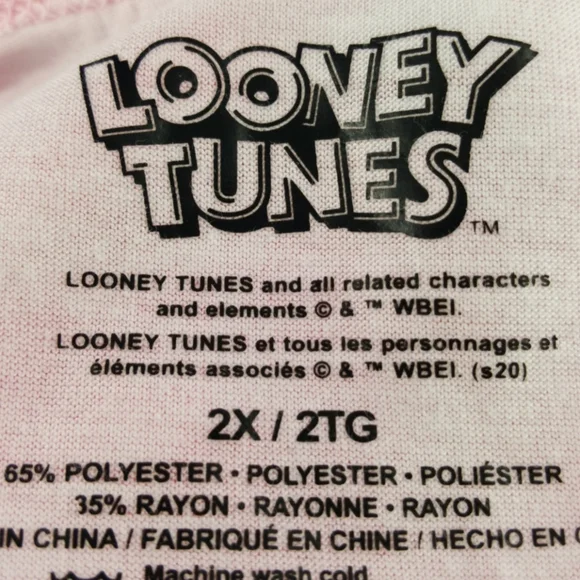 LOONEY
TUNES™
LOONEY TUNES and all related characters
and elements © & ™ WBEI.
LOONEY TUNES et tous les personnages et
éléments associés © & ™ WBEI. (s20)
2X / 2TG
65% POLYESTER • POLYESTER • POLIÉSTER
35% RAYON • RAYONNE • RAYON
IN CHINA / FABRIQUÉ EN CHINE / HECHO EN
Machine wash cold